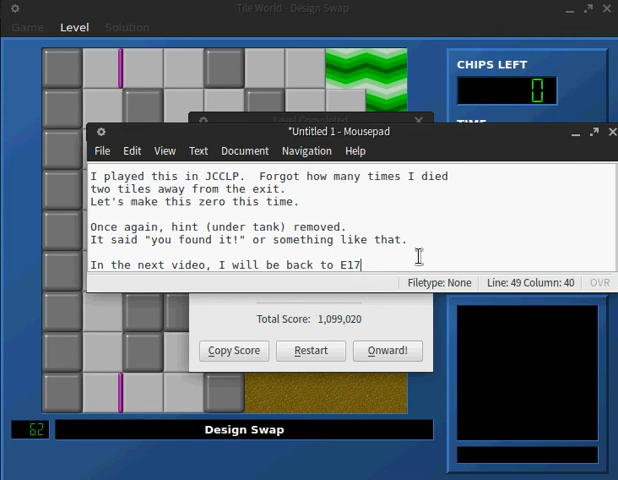 Tile World - Design Swap
Game Level Solution
CHIPS LEFT
0
Level Completed
*Untitled 1 - Mousepad
File Edit View Text Document Navigation Help
I played this in JCCLP.  Forgot how many times I died
two tiles away from the exit.
Let's make this zero this time.
Once again, hint (under tank) removed.
It said "you found it!" or something like that.
In the next video, I will be back to E17
Filetype: None Line: 49 Column: 40 OVR
Total Score: 1,099,020
Copy Score Restart Onward!
62 Design Swap